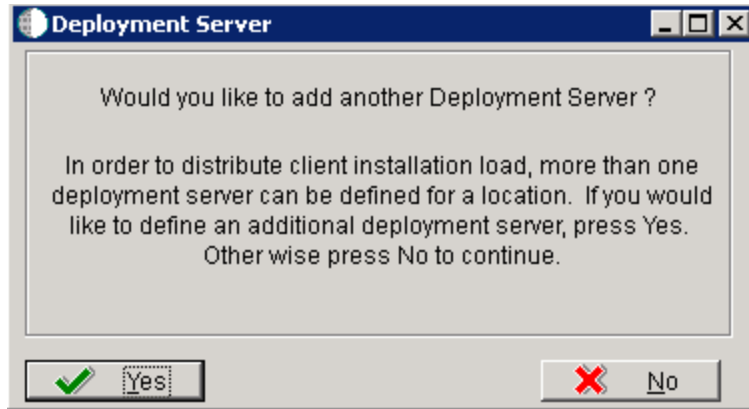 Deployment Server
Would you like to add another Deployment Server ?
In order to distribute client installation load, more than one
deployment server can be defined for a location.  If you would
like to define an additional deployment server, press Yes.
Other wise press No to continue.
Yes
No